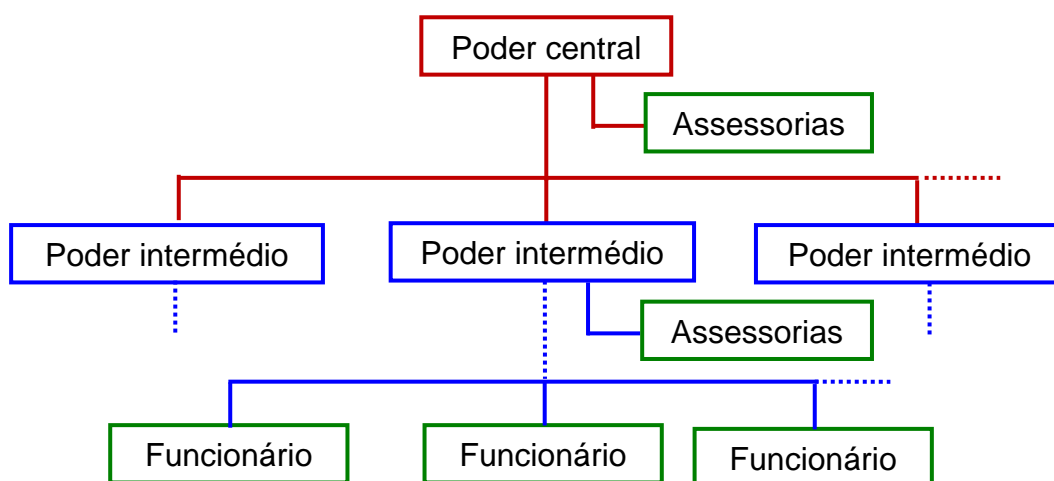 Poder central
Assessorias
Poder intermédio
Poder intermédio
Poder intermédio
Assessorias
Funcionário
Funcionário
Funcionário